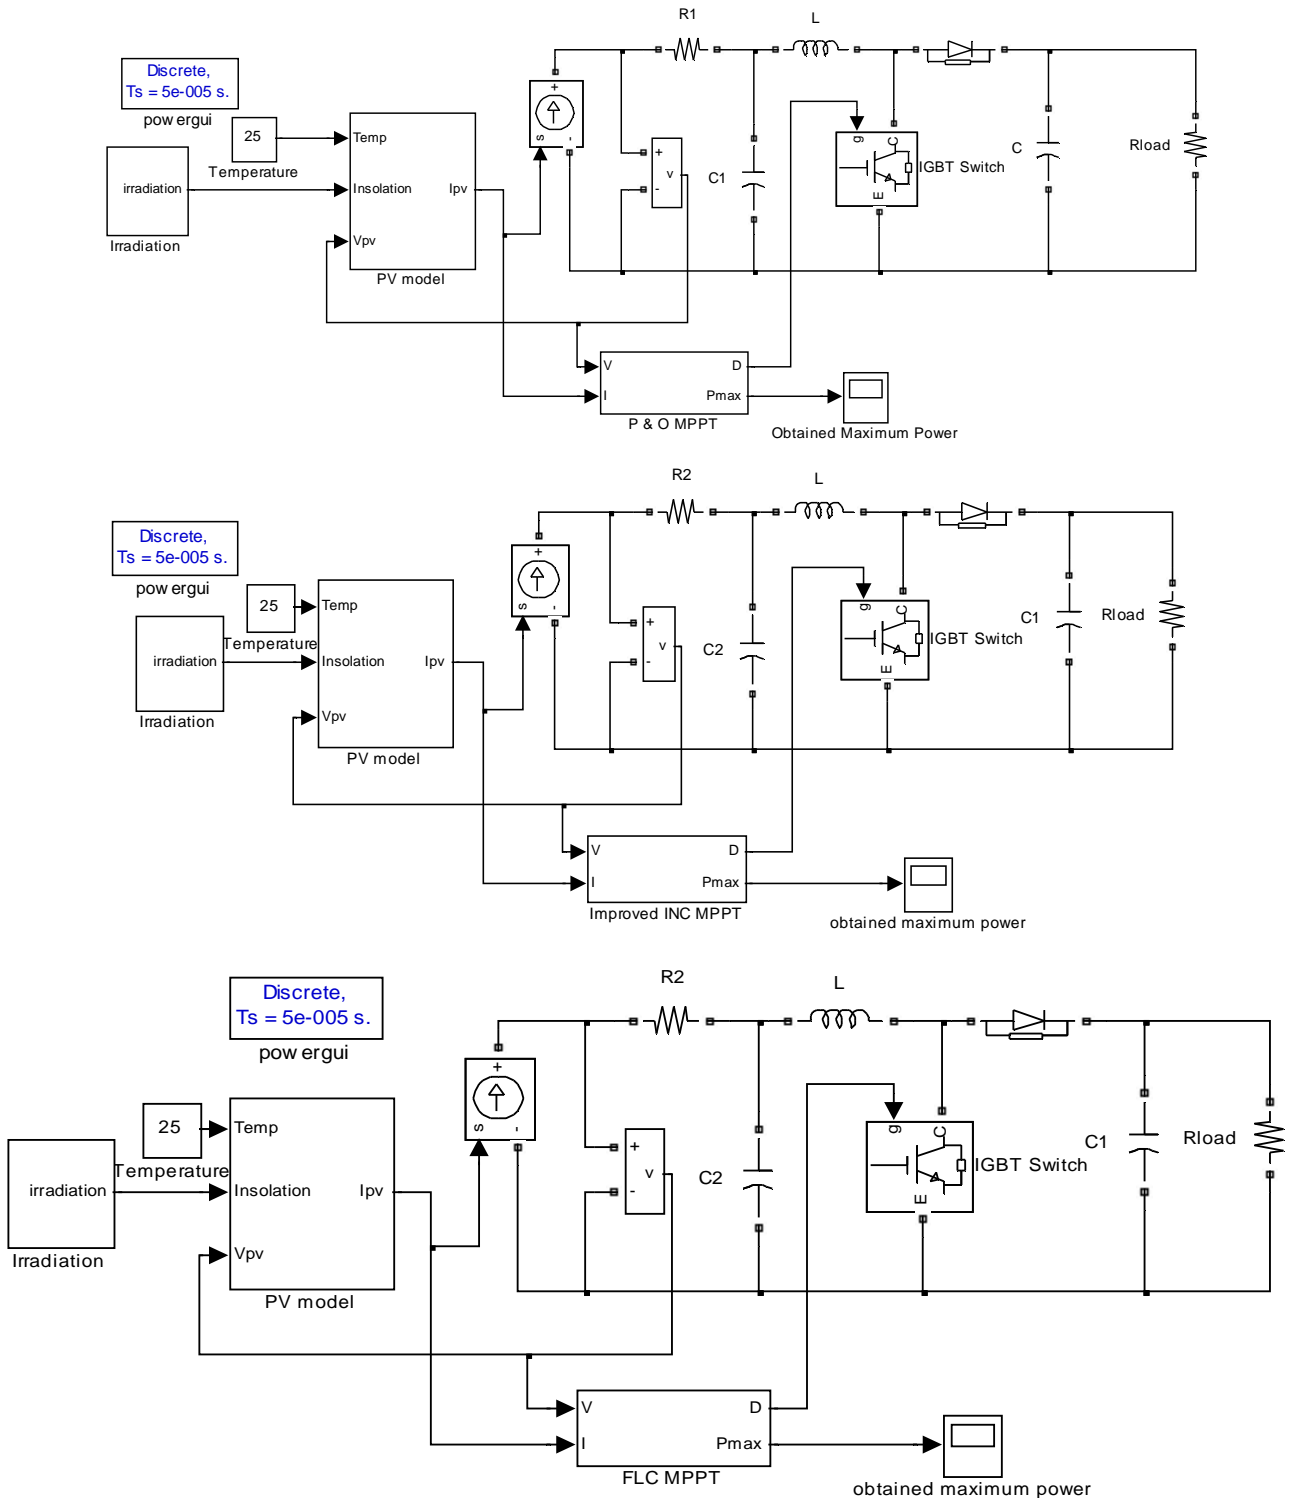 R1
L
Discrete,
Ts = 5e-005 s.
pow ergui
25
Temperature
irradiation
Irradiation
Temp
Insolation
Vpv
Ipv
PV model
s
+
-
+
-
v
C1
g
C
E
IGBT Switch
C
Rload
V
I
D
Pmax
P & O MPPT
Obtained Maximum Power
R2
L
Discrete,
Ts = 5e-005 s.
pow ergui
25
Temperature
irradiation
Irradiation
Temp
Insolation
Vpv
Ipv
PV model
s
+
-
+
-
v
C2
g
C
E
IGBT Switch
C1
Rload
V
I
D
Pmax
Improved INC MPPT
obtained maximum power
R2
L
Discrete,
Ts = 5e-005 s.
pow ergui
25
Temperature
irradiation
Irradiation
Temp
Insolation
Vpv
Ipv
PV model
s
+
-
+
-
v
C2
g
C
E
IGBT Switch
C1
Rload
V
I
D
Pmax
FLC MPPT
obtained maximum power